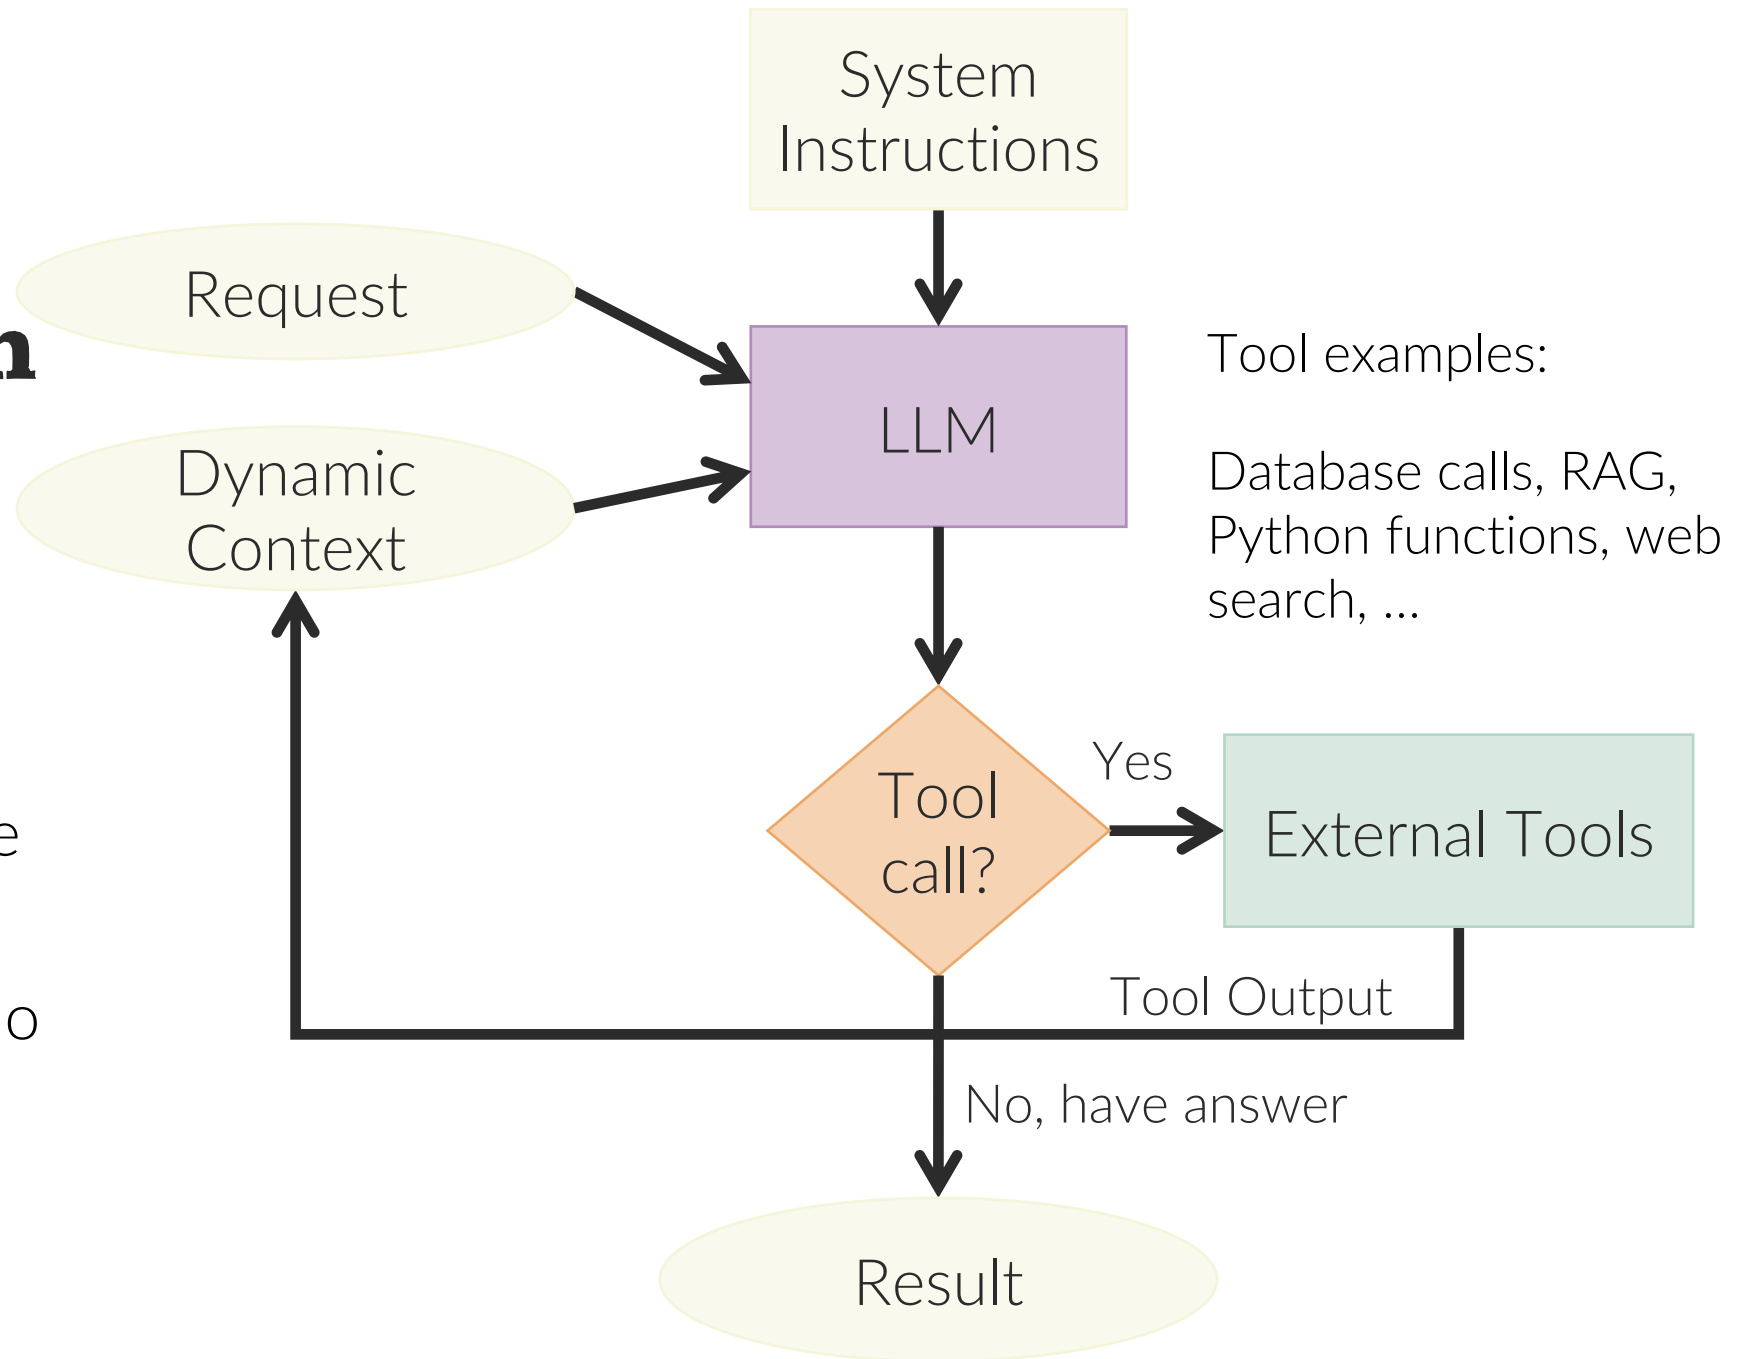 System
Instructions
Request
n
Dynamic
Context
LLM
Tool examples:
Database calls, RAG,
Python functions, web
search, ...
Tool
call?
Yes
External Tools
e
Tool Output
o
No, have answer
Result